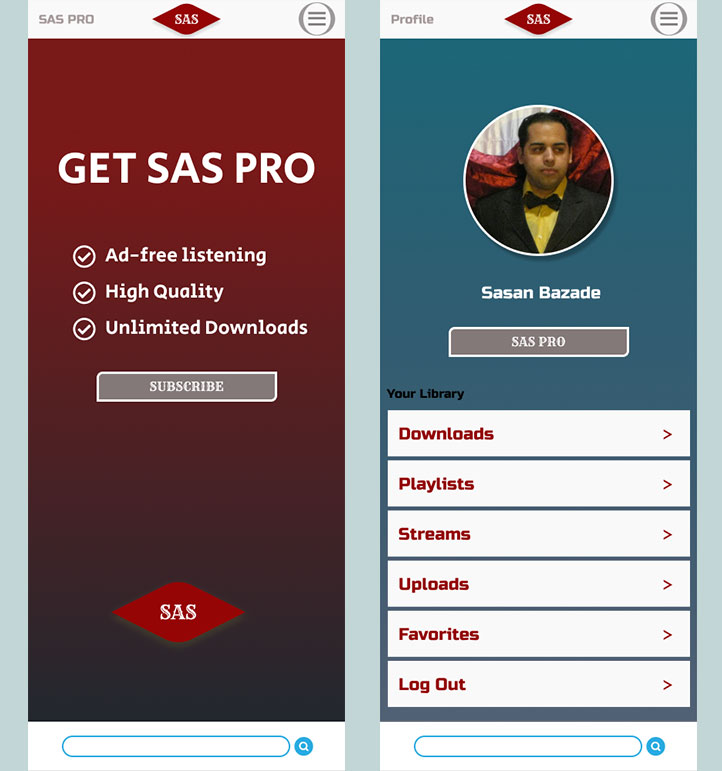 SAS PRO
SAS
GET SAS PRO
Ad-free listening
High Quality
Unlimited Downloads
SUBSCRIBE
SAS
Profile
SAS
Sasan Bazade
SAS PRO
Your Library
Downloads >
Playlists >
Streams >
Uploads >
Favorites >
Log Out >